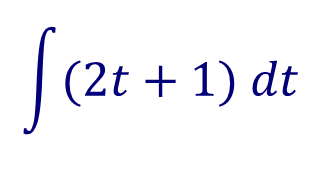 ∫(2t + 1) dt